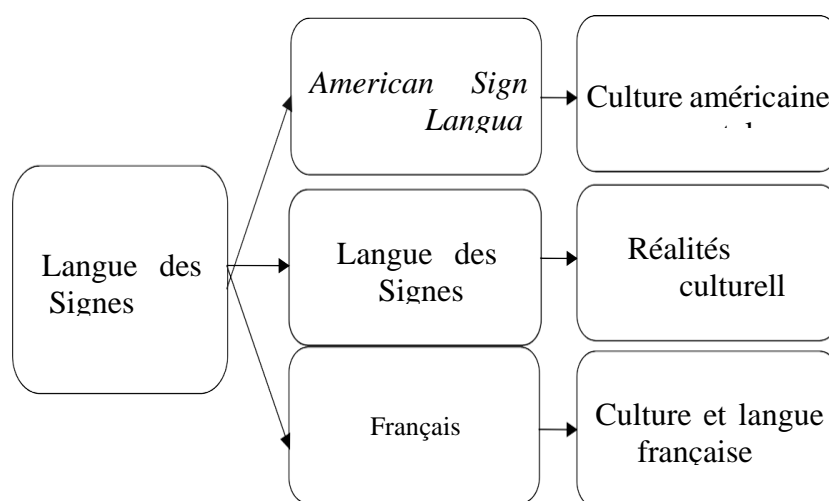 American Sign
Langua
Culture américaine
Langue des
Signes
Langue des
Signes
Réalités
culturell
Français
Culture et langue
française